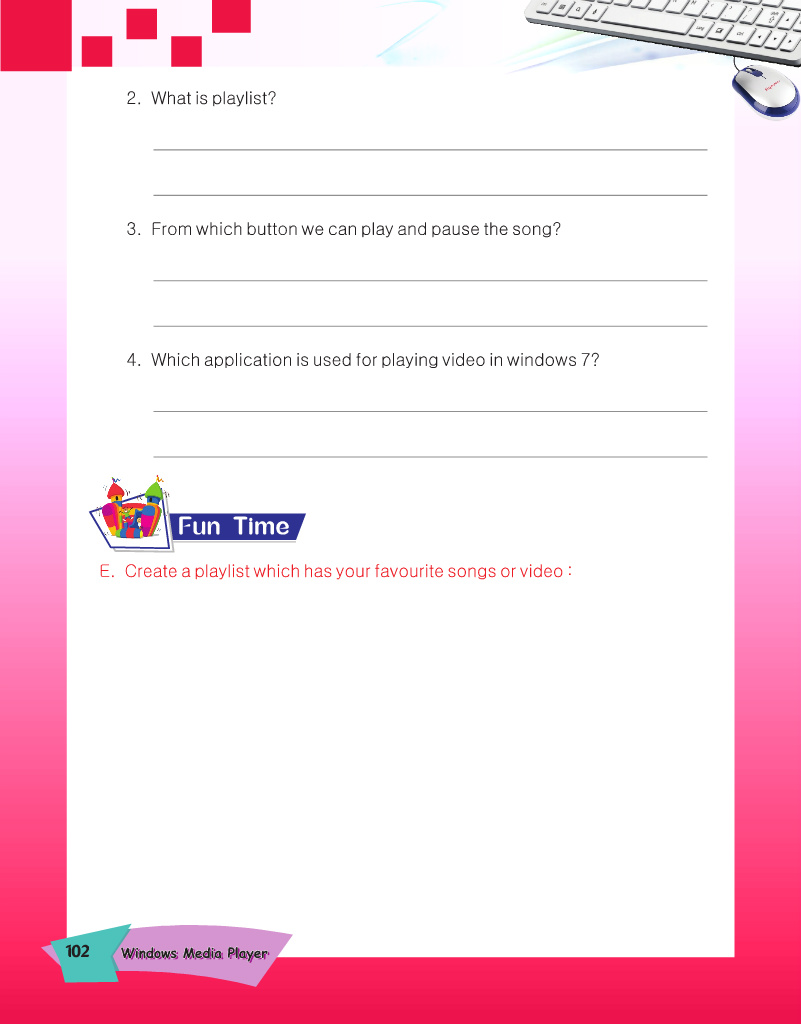 2. What is playlist?
3. From which button we can play and pause the song?
4. Which application is used for playing video in windows 7?
Fun Time
E. Create a playlist which has your favourite songs or video :
102 Windows Media Player